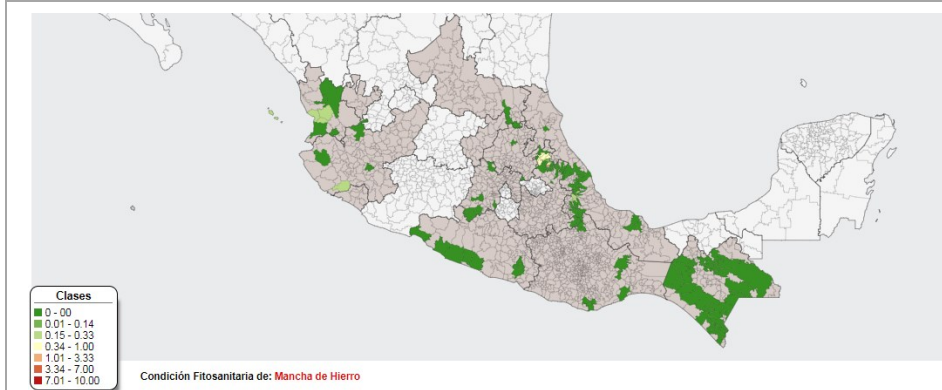 Clases
0 - 00
0.01 - 0.14
0.15 - 0.33
0.34 - 1.00
1.01 - 3.33
3.34 - 7.00
7.01 - 10.00
Condición Fitosanitaria de: Mancha de Hierro